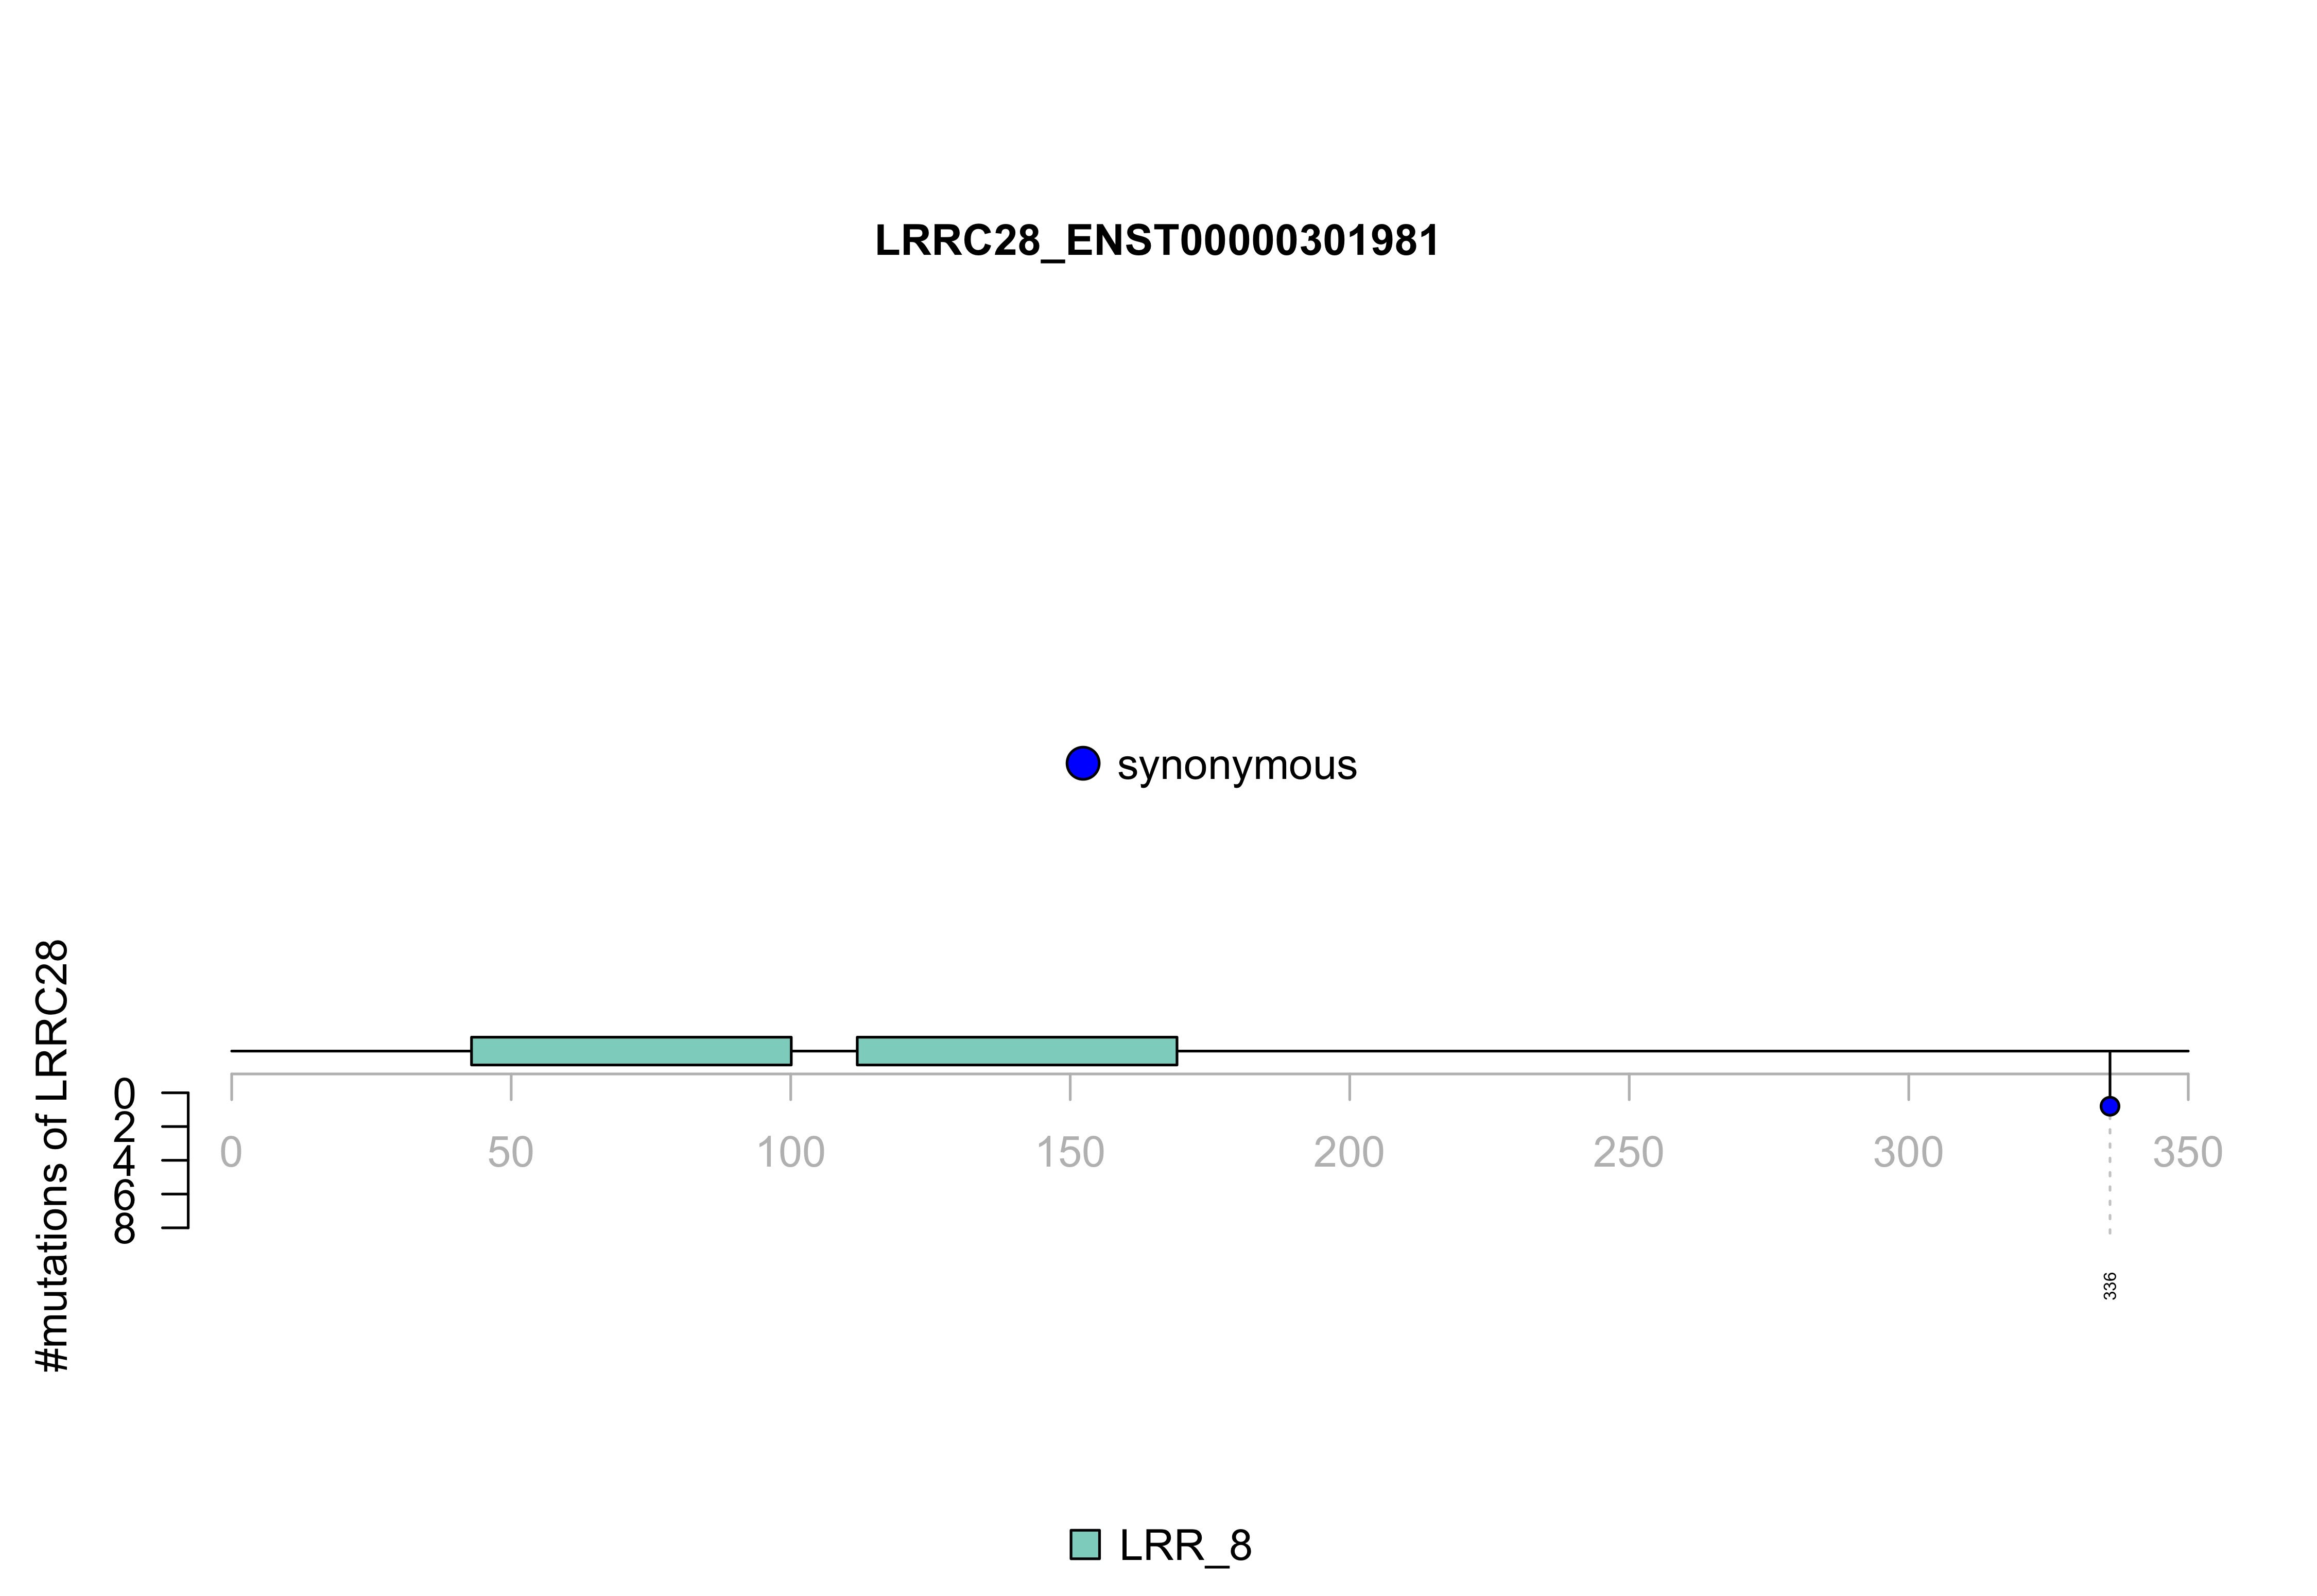 LRRC28_ENST00000301981
synonymous
#mutations of LRRC28
0
2
4
6
8
0 50 100 150 200 250 300 350
336
LRR_8